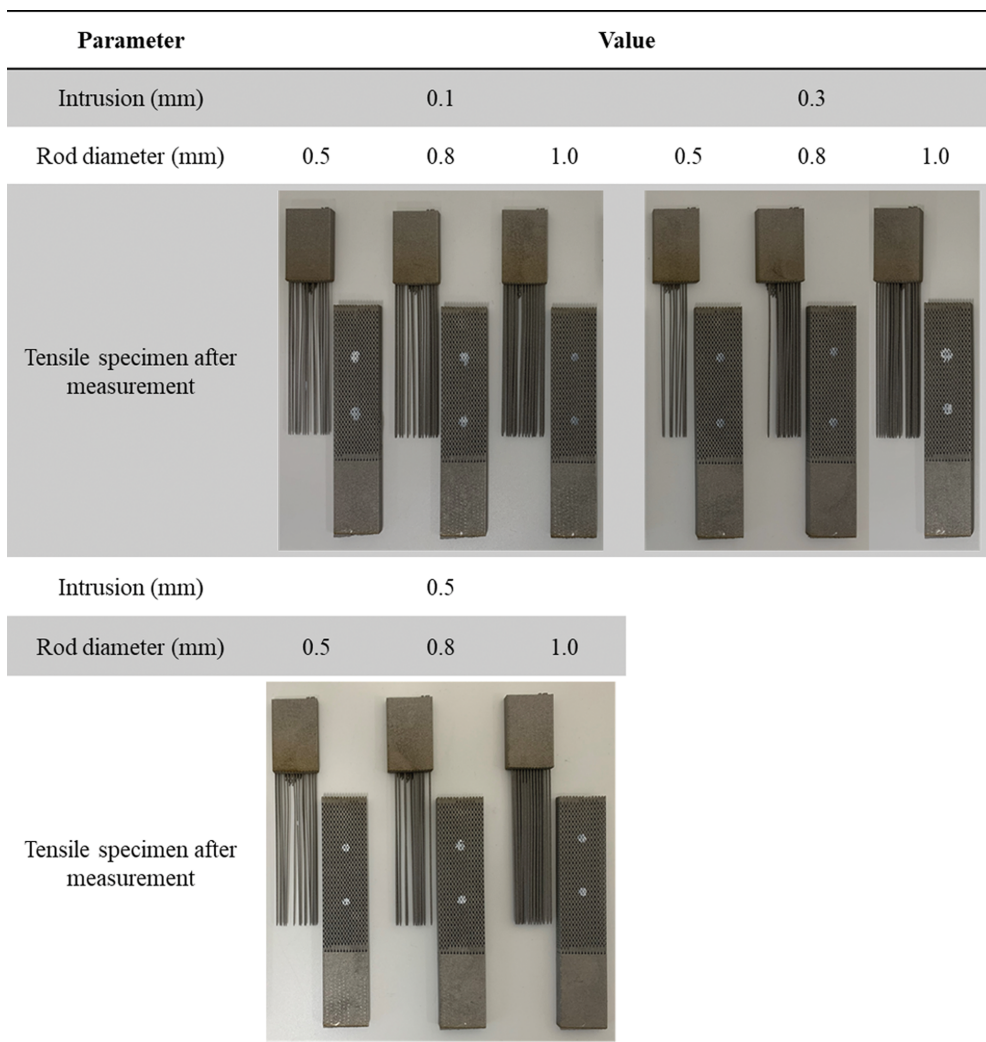 Parameter Value
Intrusion (mm) 0.1 0.3
Rod diameter (mm) 0.5 0.8 1.0 0.5 0.8 1.0
Tensile specimen after
measurement
Intrusion (mm) 0.5
Rod diameter (mm) 0.5 0.8 1.0
Tensile specimen after
measurement